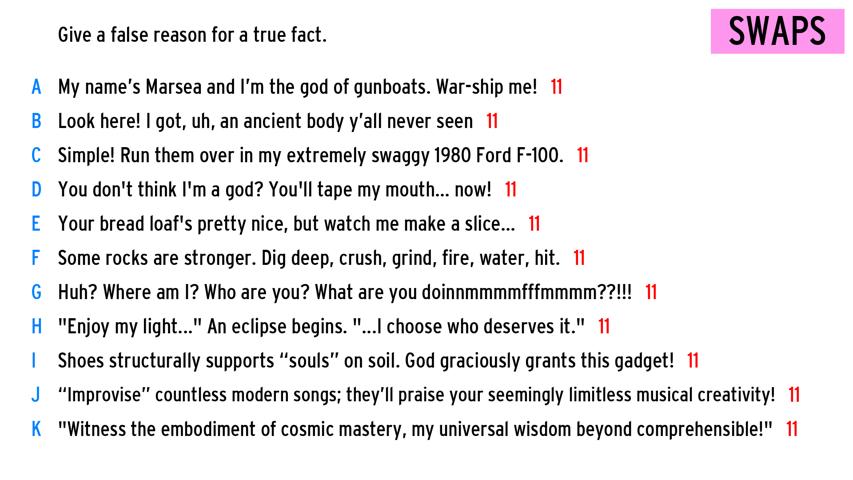 Give a false reason for a true fact.
SWAPS
A My name's Marsea and I'm the god of gunboats. War-ship me! 11
B Look here! I got, uh, an ancient body y'all never seen 11
C Simple! Run them over in my extremely swaggy 1980 Ford F-100. 11
D You don't think I'm a god? You'll tape my mouth... now! 11
E Your bread loaf's pretty nice, but watch me make a slice... 11
F Some rocks are stronger. Dig deep, crush, grind, fire, water, hit. 11
G Huh? Where am I? Who are you? What are you doinnmmmmfffmmmm??!!! 11
H "Enjoy my light..." An eclipse begins. "...I choose who deserves it." 11
I Shoes structurally supports “souls” on soil. God graciously grants this gadget! 11
J “Improvise” countless modern songs; they'll praise your seemingly limitless musical creativity! 11
K "Witness the embodiment of cosmic mastery, my universal wisdom beyond comprehensible!" 11